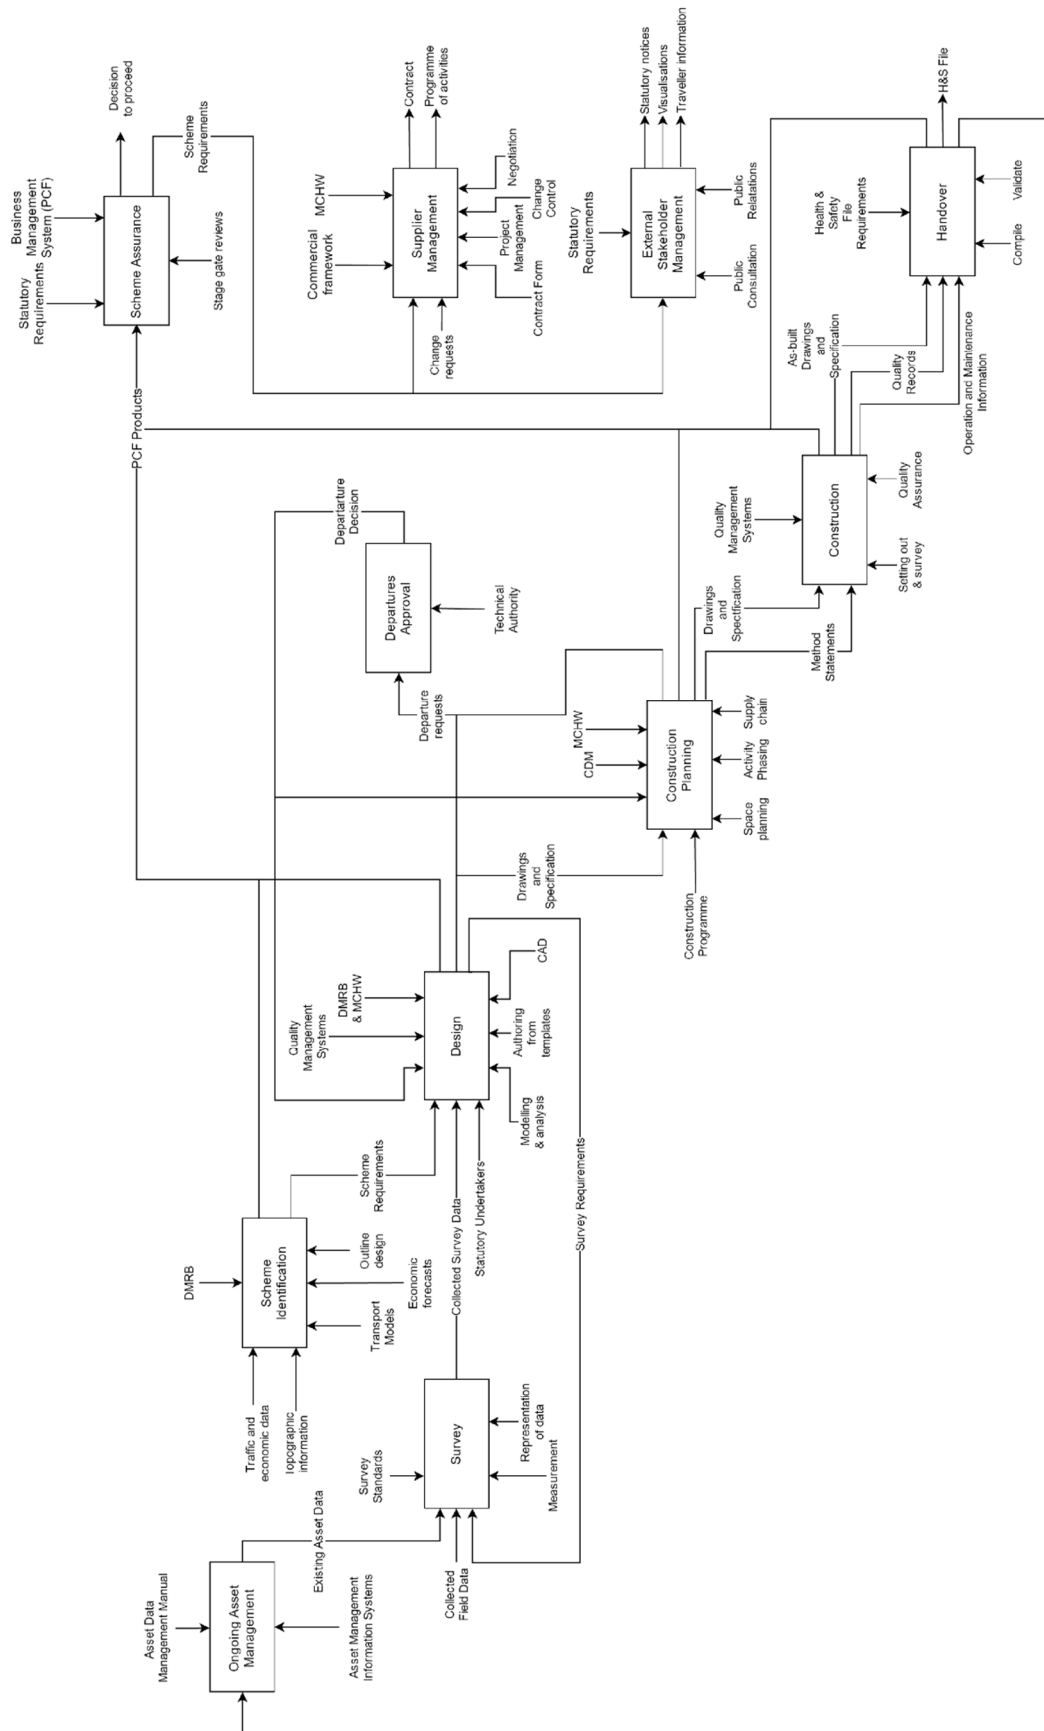 Asset Data
Management Manual
Ongoing Asset
Management
Asset Management
Information Systems
Existing Asset Data
Traffic and
economic data
Topographic
information
DMRB
Scheme
Identification
Transport
Models
Economic
forecasts
Outline
design
Scheme
Requirements
Survey
Standards
Survey
Collected
Field Data
Measurement
Representation
of data
Collected Survey Data
Statutory Undertakers
Survey Requirements
Quality
Management
Systems
DMRB
& MCHW
Design
Modelling
& analysis
Authoring
from
templates
CAD
Drawings
and
Specification
PCF Products
Departure
requests
Departures
Approval
Technical
Authority
Departarture
Decision
Construction
Programme
CDM
MCHW
Construction
Planning
Space
planning
Activity
Phasing
Supply
chain
Drawings
and
Spectfication
Method
Statements
Quality
Management
Systems
Construction
Setting out
& survey
Quality
Assurance
As-built
Drawings
and
Specification
Quality
Records
Operation and Maintenance
Information
Health &
Safety
File
Requirements
Handover
Compile
Validate
H&S File
Statutory
Requirements
Business
Management
System (PCF)
Scheme Assurance
Stage gate reviews
Decision
to proceed
Scheme
Requirements
Commercial
framework
MCHW
Supplier
Management
Change
requests
Contract Form
Project
Management
Change
Control
Negotiation
Contract
Programme
of activities
Statutory
Requirements
External
Stakeholder
Management
Public
Consultation
Public
Relatations
Statutory notices
Visualisations
Traveller information